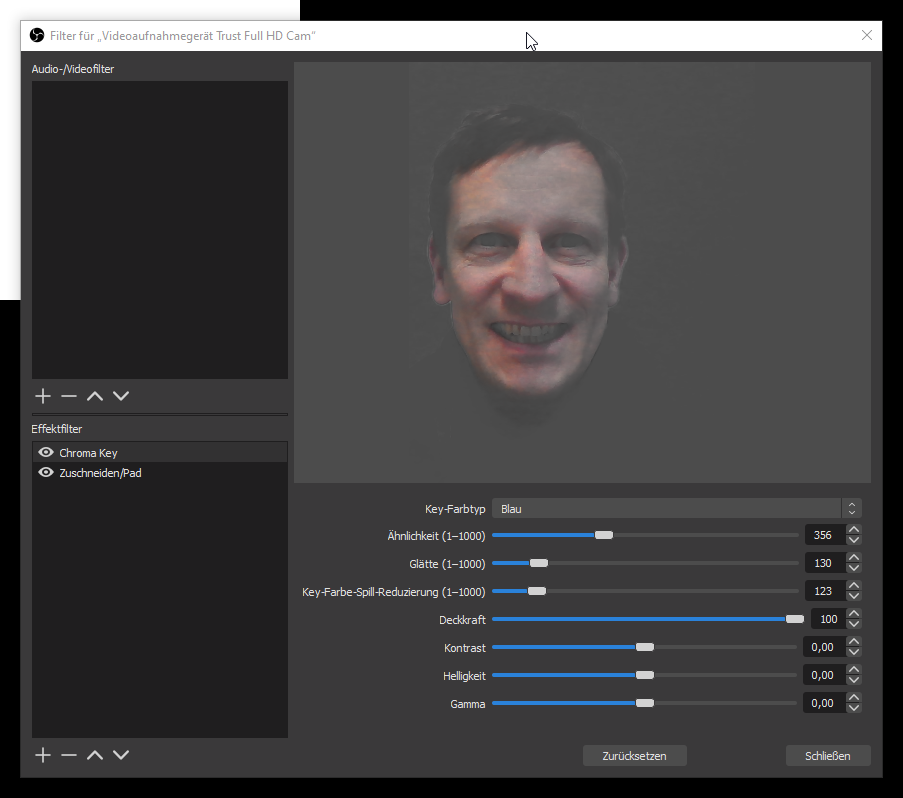 Filter für „Videoaufnahmegerät Trust Full HD Cam“
Audio-/Videofilter
Effektfilter
Chroma Key
Zuschneiden/Pad
Key-Farbtyp Blau
Ähnlichkeit (1–1000) 356
Glätte (1–1000) 130
Key-Farbe-Spill-Reduzierung (1–1000) 123
Deckkraft 100
Kontrast 0,00
Helligkeit 0,00
Gamma 0,00
Zurücksetzen Schließen